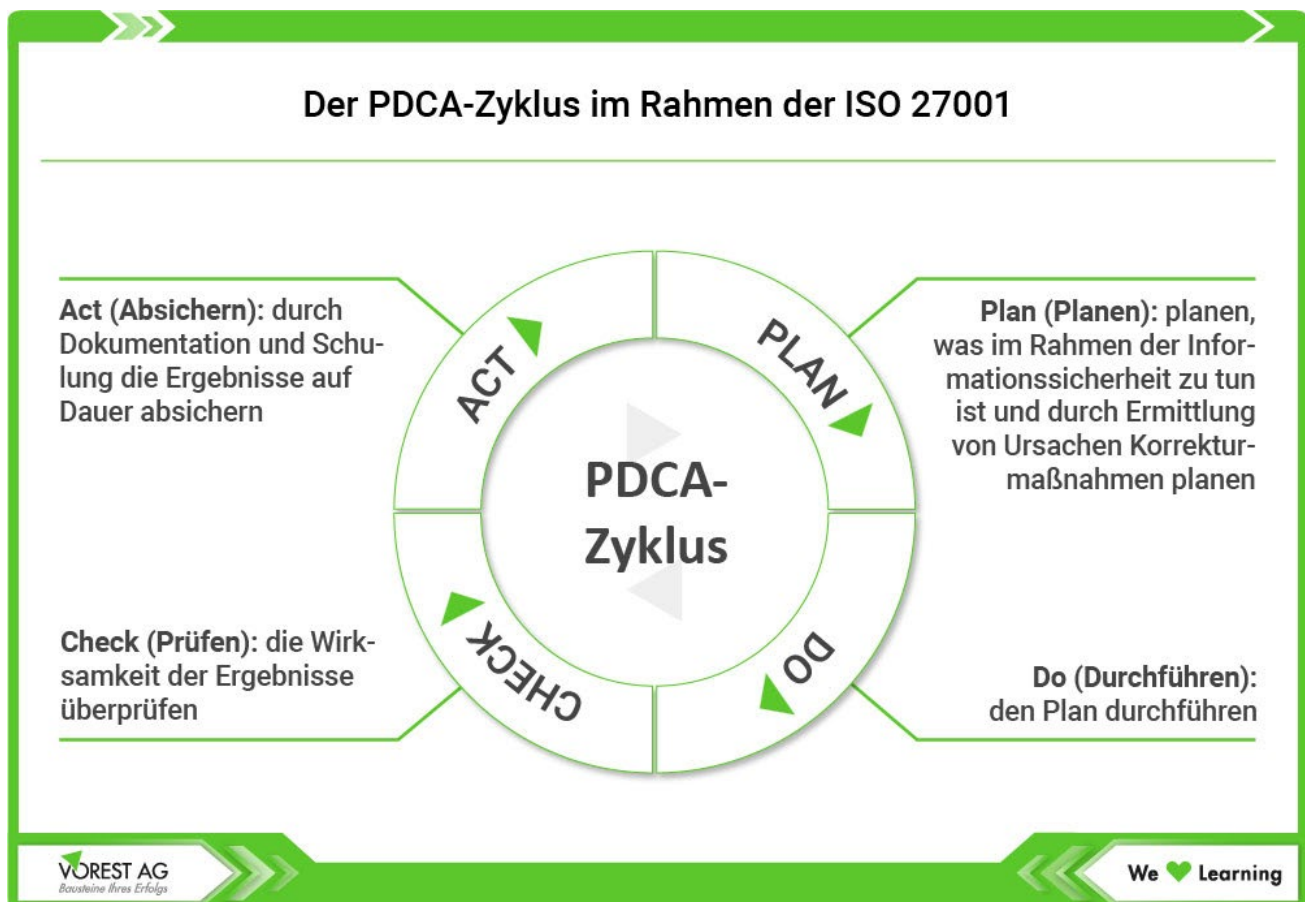 Der PDCA-Zyklus im Rahmen der ISO 27001
Act (Absichern): durch
Dokumentation und Schu-
lung die Ergebnisse auf
Dauer absichern
Plan (Planen): planen,
was im Rahmen der Infor-
mationssicherheit zu tun
ist und durch Ermittlung
von Ursachen Korrektur-
maßnahmen planen
ACT
PLAN
PDCA-
Zyklus
CHECK
DO
Check (Prüfen): die Wirk-
samkeit der Ergebnisse
überprüfen
Do (Durchführen):
den Plan durchführen
VOREST AG
Bausteine Ihres Erfolgs
We Learning